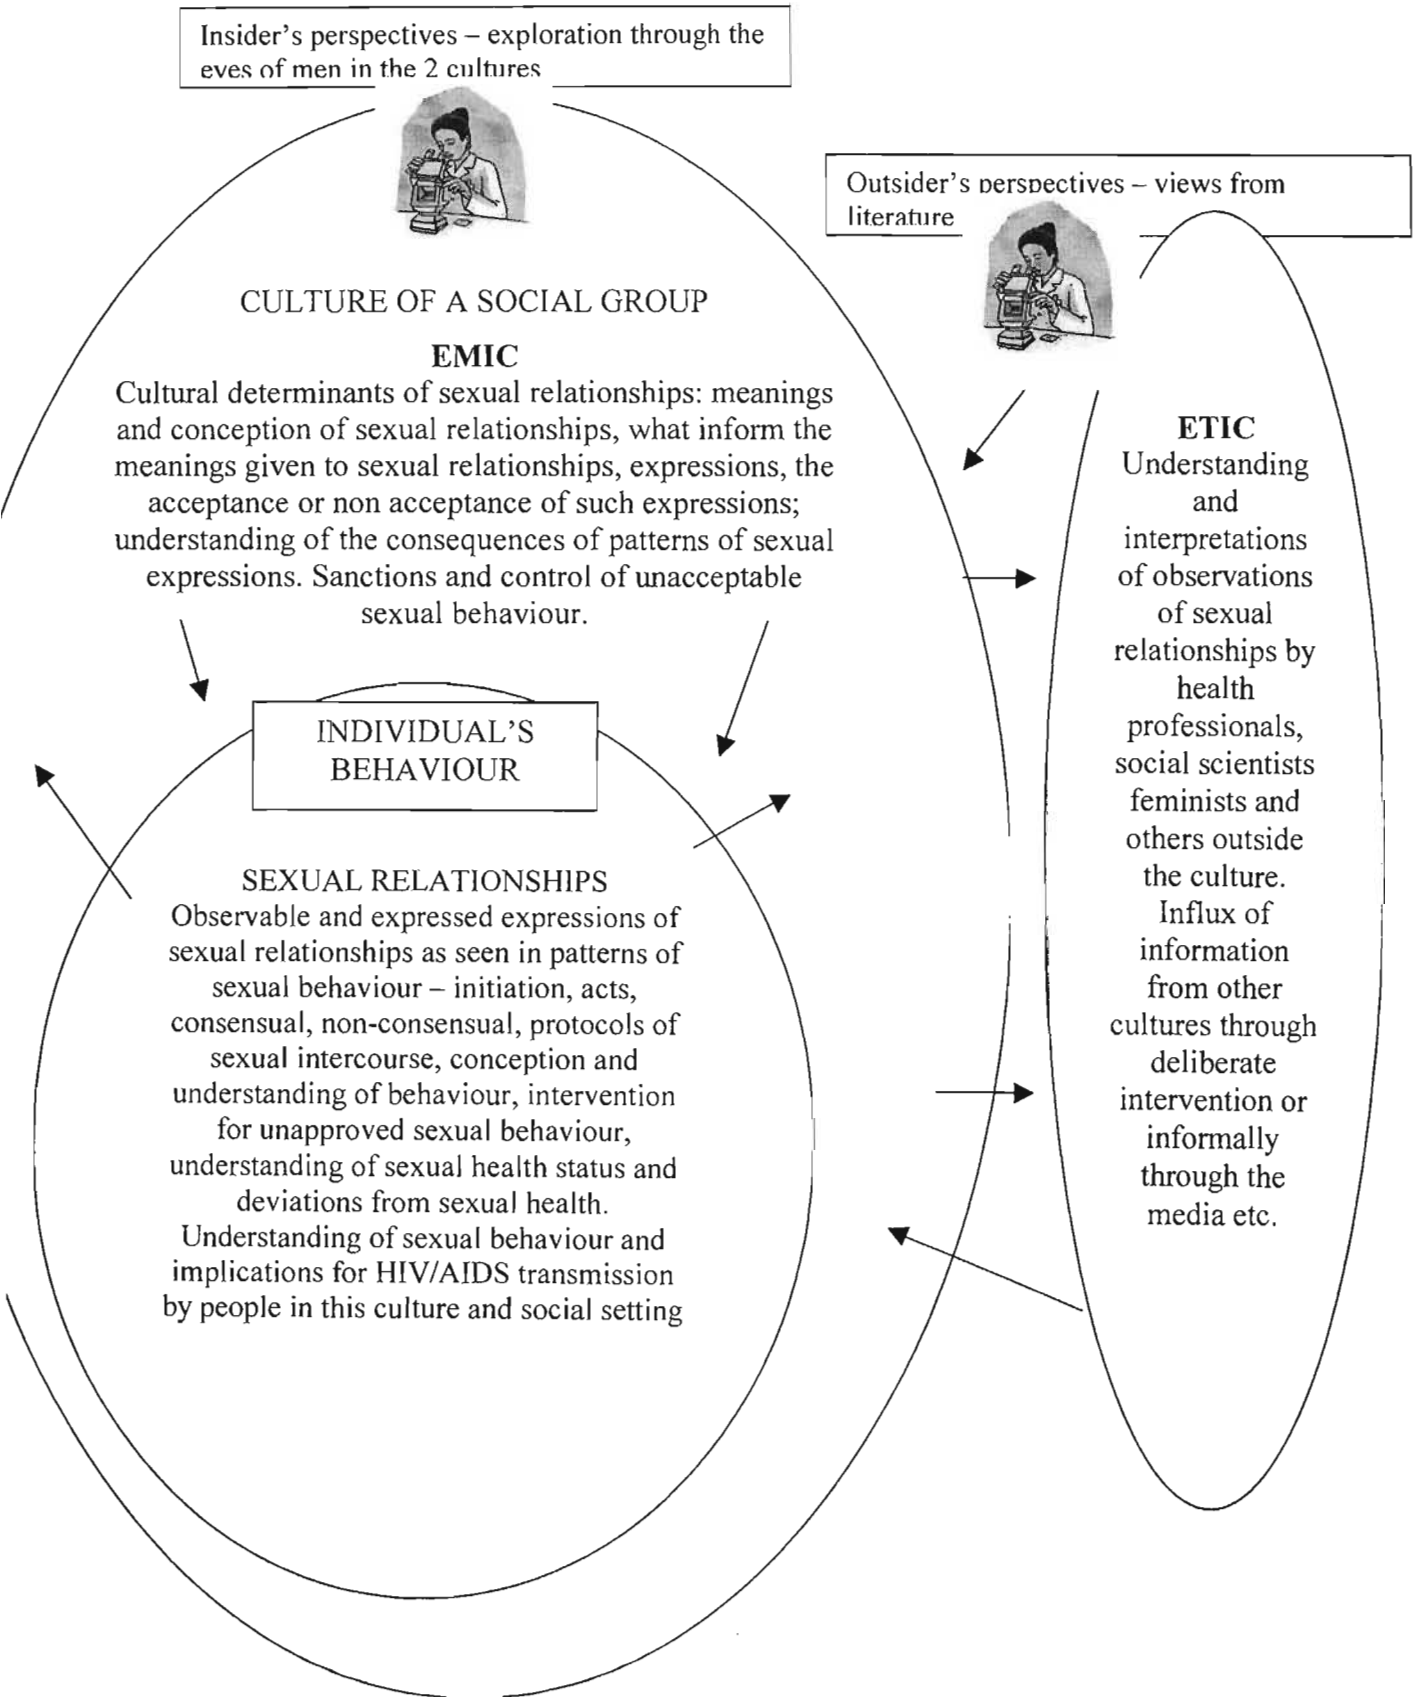 Insider's perspectives – exploration through the
eyes of men in the 2 cultures
Outsider's perspectives – views from
literature
CULTURE OF A SOCIAL GROUP
EMIC
Cultural determinants of sexual relationships: meanings
and conception of sexual relationships, what inform the
meanings given to sexual relationships, expressions, the
acceptance or non acceptance of such expressions;
understanding of the consequences of patterns of sexual
expressions. Sanctions and control of unacceptable
sexual behaviour.
INDIVIDUAL'S
BEHAVIOUR
SEXUAL RELATIONSHIPS
Observable and expressed expressions of
sexual relationships as seen in patterns of
sexual behaviour – initiation, acts,
consensual, non-consensual, protocols of
sexual intercourse, conception and
understanding of behaviour, intervention
for unapproved sexual behaviour,
understanding of sexual health status and
deviations from sexual health.
Understanding of sexual behaviour and
implications for HIV/AIDS transmission
by people in this culture and social setting
ETIC
Understanding
and
interpretations
of observations
of sexual
relationships by
health
professionals,
social scientists
feminists and
others outside
the culture.
Influx of
information
from other
cultures through
deliberate
intervention or
informally
through the
media etc.